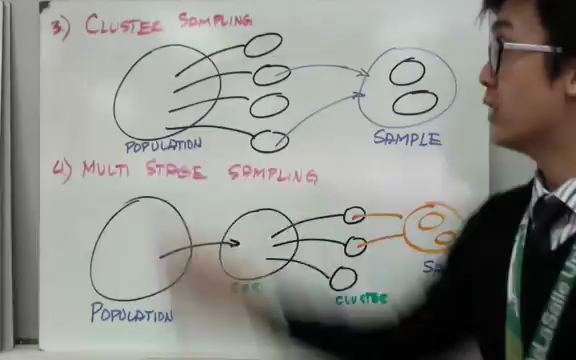 3.) CLUSTER SAMPLING
POPULATION
SAMPLE
4.) MULTI STAGE SAMPLING
POPULATION
CLUSTER